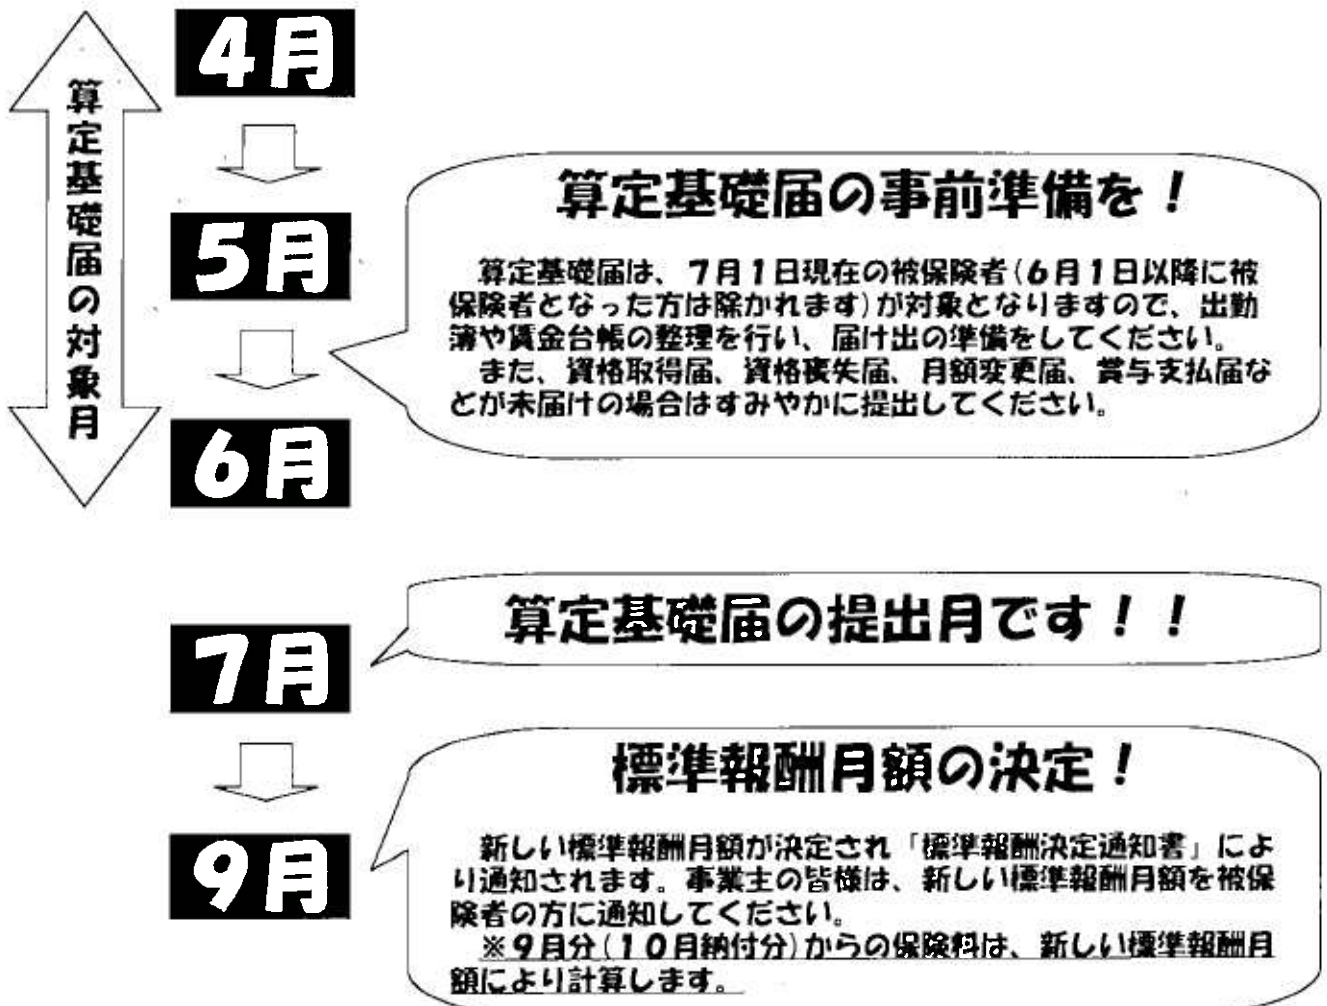 算定基礎届の対象月
4月
5月
6月
算定基礎届の事前準備を！
算定基礎届は、7月1日現在の被保険者(6月1日以降に被
保険者となった方は除かれます)が対象となりますので、出勤
簿や賃金台帳の整理を行い、届け出の準備をしてください。
また、資格取得届、資格喪失届、月額変更届、賞与支払届な
どが未届けの場合はすみやかに提出してください。
7月
算定基礎届の提出月です！！
9月
標準報酬月額の決定！
新しい標準報酬月額が決定され「標準報酬決定通知書」によ
り通知されます。事業主の皆様は、新しい標準報酬月額を被保
険者の方に通知してください。
※9月分(10月納付分)からの保険料は、新しい標準報酬月
額により計算します。